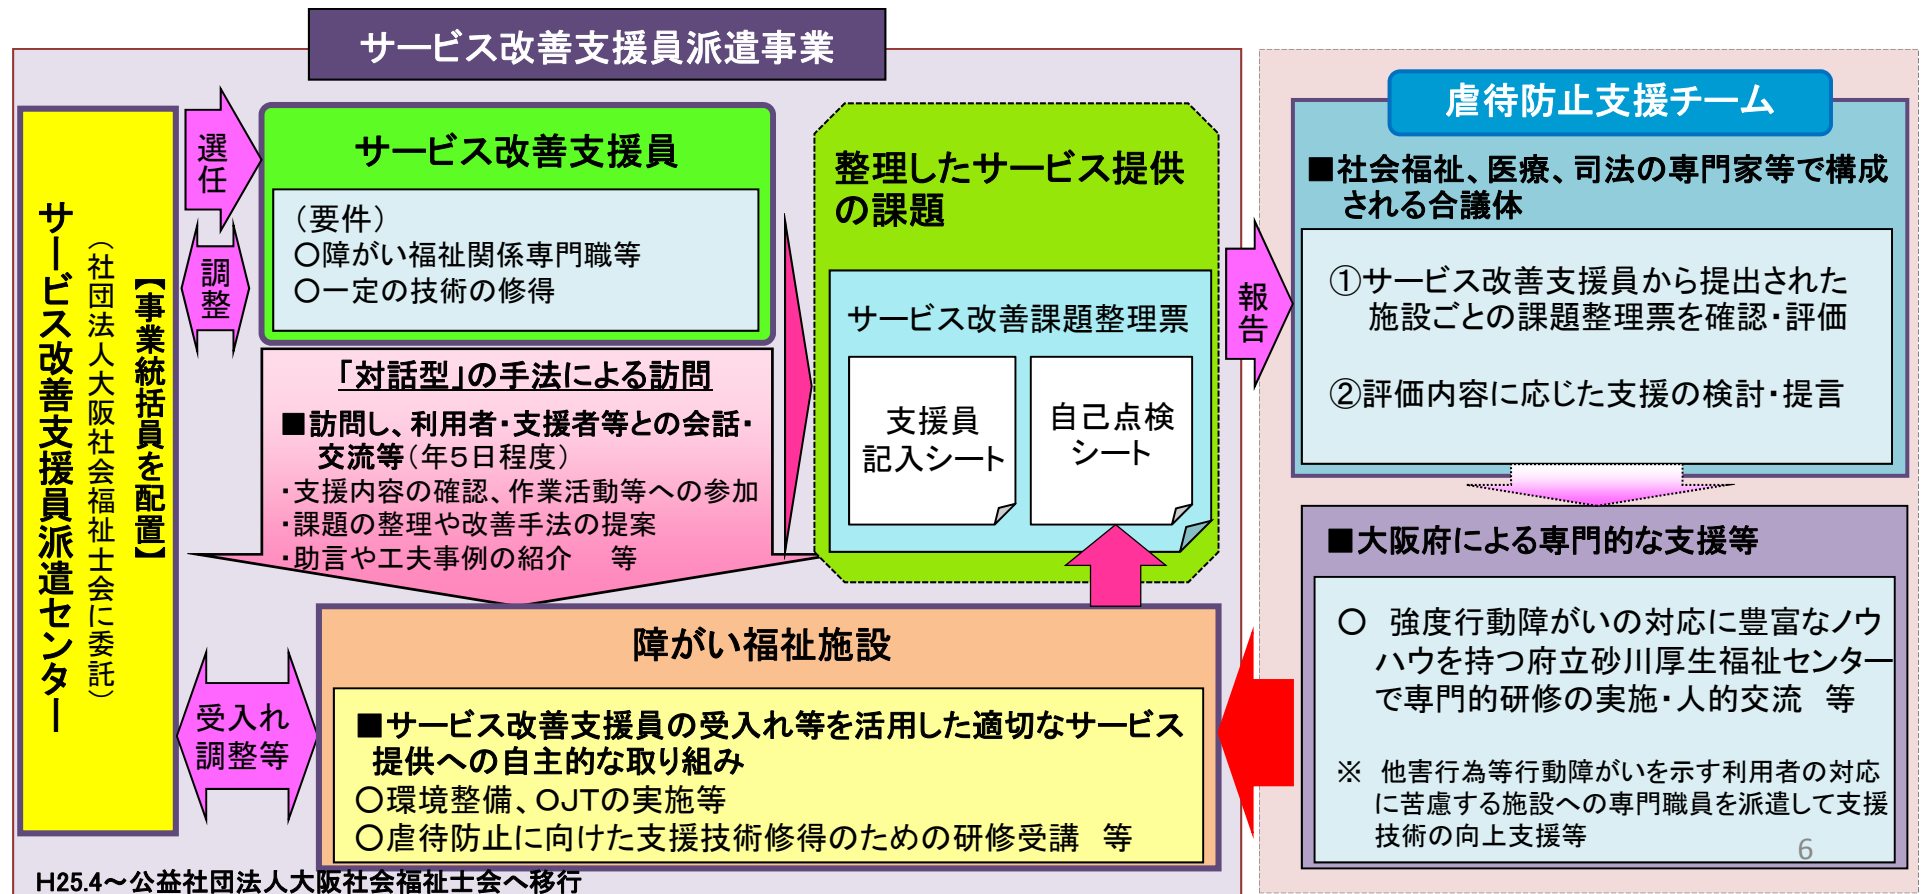 サービス改善支援員派遣事業
サービス改善支援員派遣センター
（社団法人大阪社会福祉士会に委託）
【事業統括員を配置】
選任
調整
サービス改善支援員
（要件）
○障がい福祉関係専門職等
○一定の技術の修得
「対話型」の手法による訪問
■訪問し、利用者・支援者等との会話・
交流等（年５日程度）
・支援内容の確認、作業活動等への参加
・課題の整理や改善手法の提案
・助言や工夫事例の紹介　等
整理したサービス提供
の課題
サービス改善課題整理票
支援員
記入シート
自己点検
シート
報告
受入れ
調整等
障がい福祉施設
■サービス改善支援員の受入れ等を活用した適切なサービス
提供への自主的な取り組み
○環境整備、OJTの実施等
○虐待防止に向けた支援技術修得のための研修受講　等
H25.4～公益社団法人大阪社会福祉士会へ移行
虐待防止支援チーム
■社会福祉、医療、司法の専門家等で構成
される合議体
①サービス改善支援員から提出された
施設ごとの課題整理票を確認・評価
②評価内容に応じた支援の検討・提言
■大阪府による専門的な支援等
○　強度行動障がいの対応に豊富なノウ
ハウを持つ府立砂川厚生福祉センター
で専門的研修の実施・人的交流　等
※　他害行為等行動障がいを示す利用者の対応
に苦慮する施設への専門職員を派遣して支援
技術の向上支援等
6